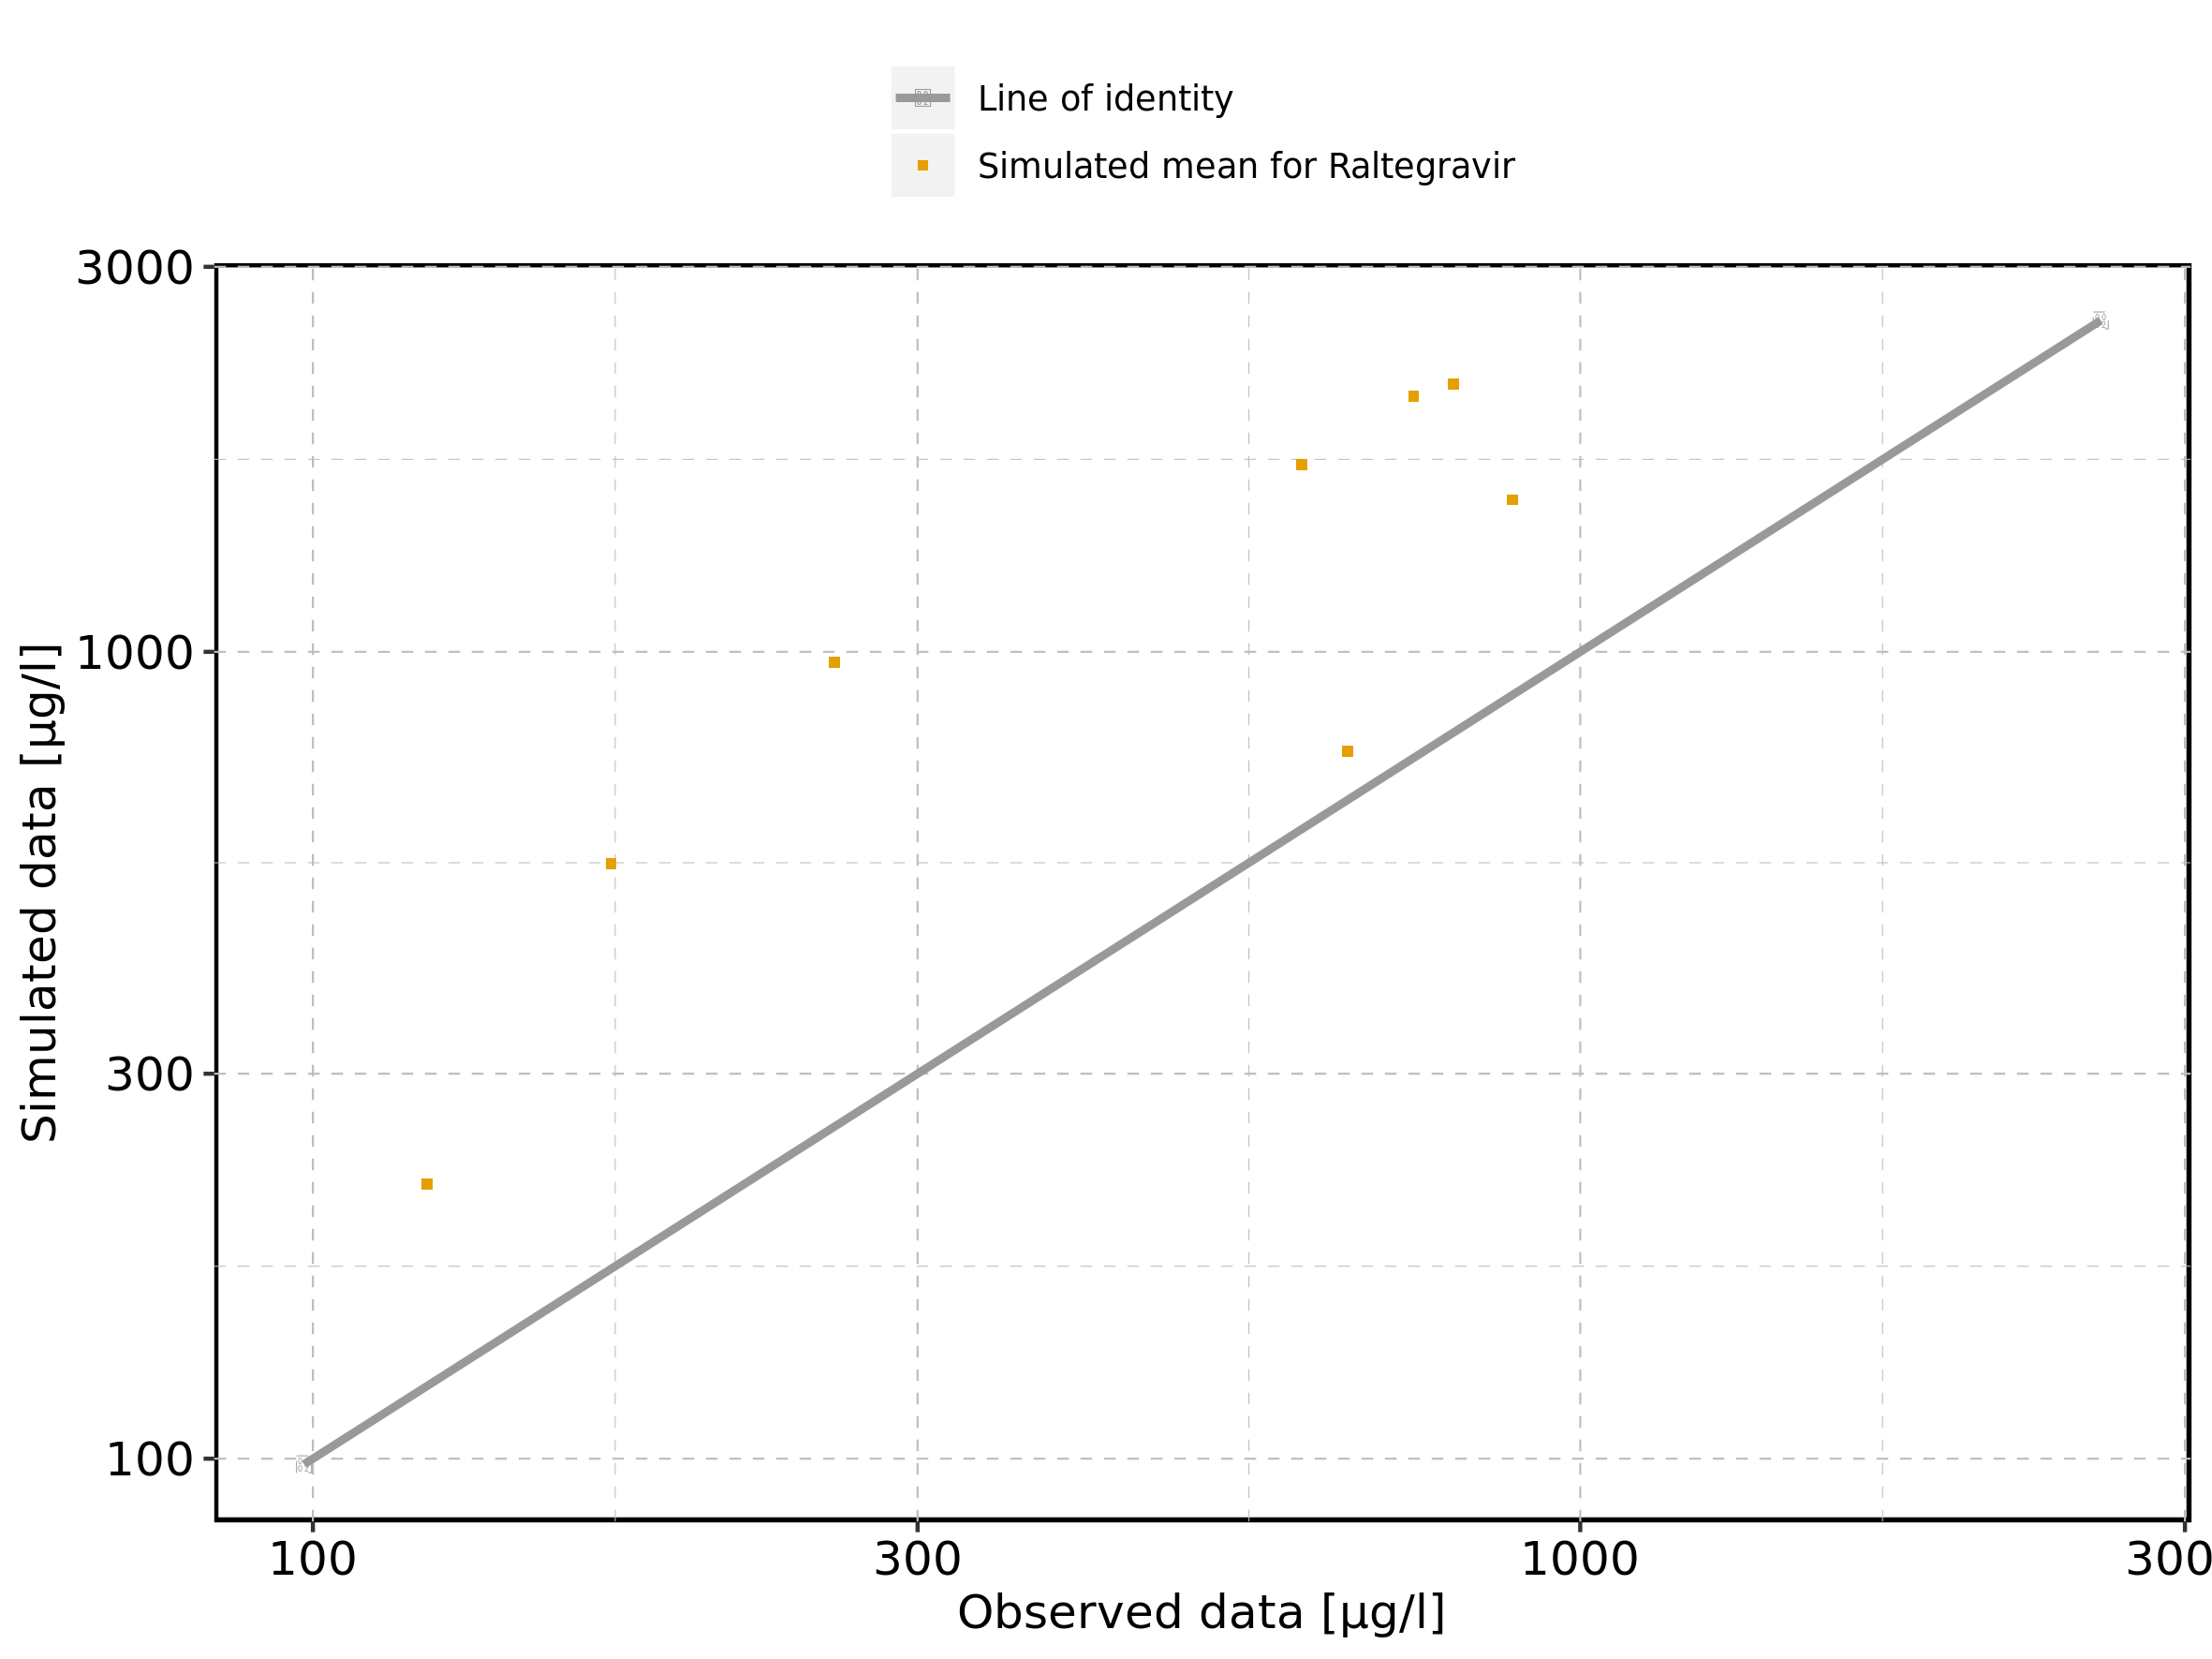 Line of identity
Simulated mean for Raltegravir
3000
1000
300
100
Simulated data [µg/l]
100 300 1000 300
Observed data [µg/l]